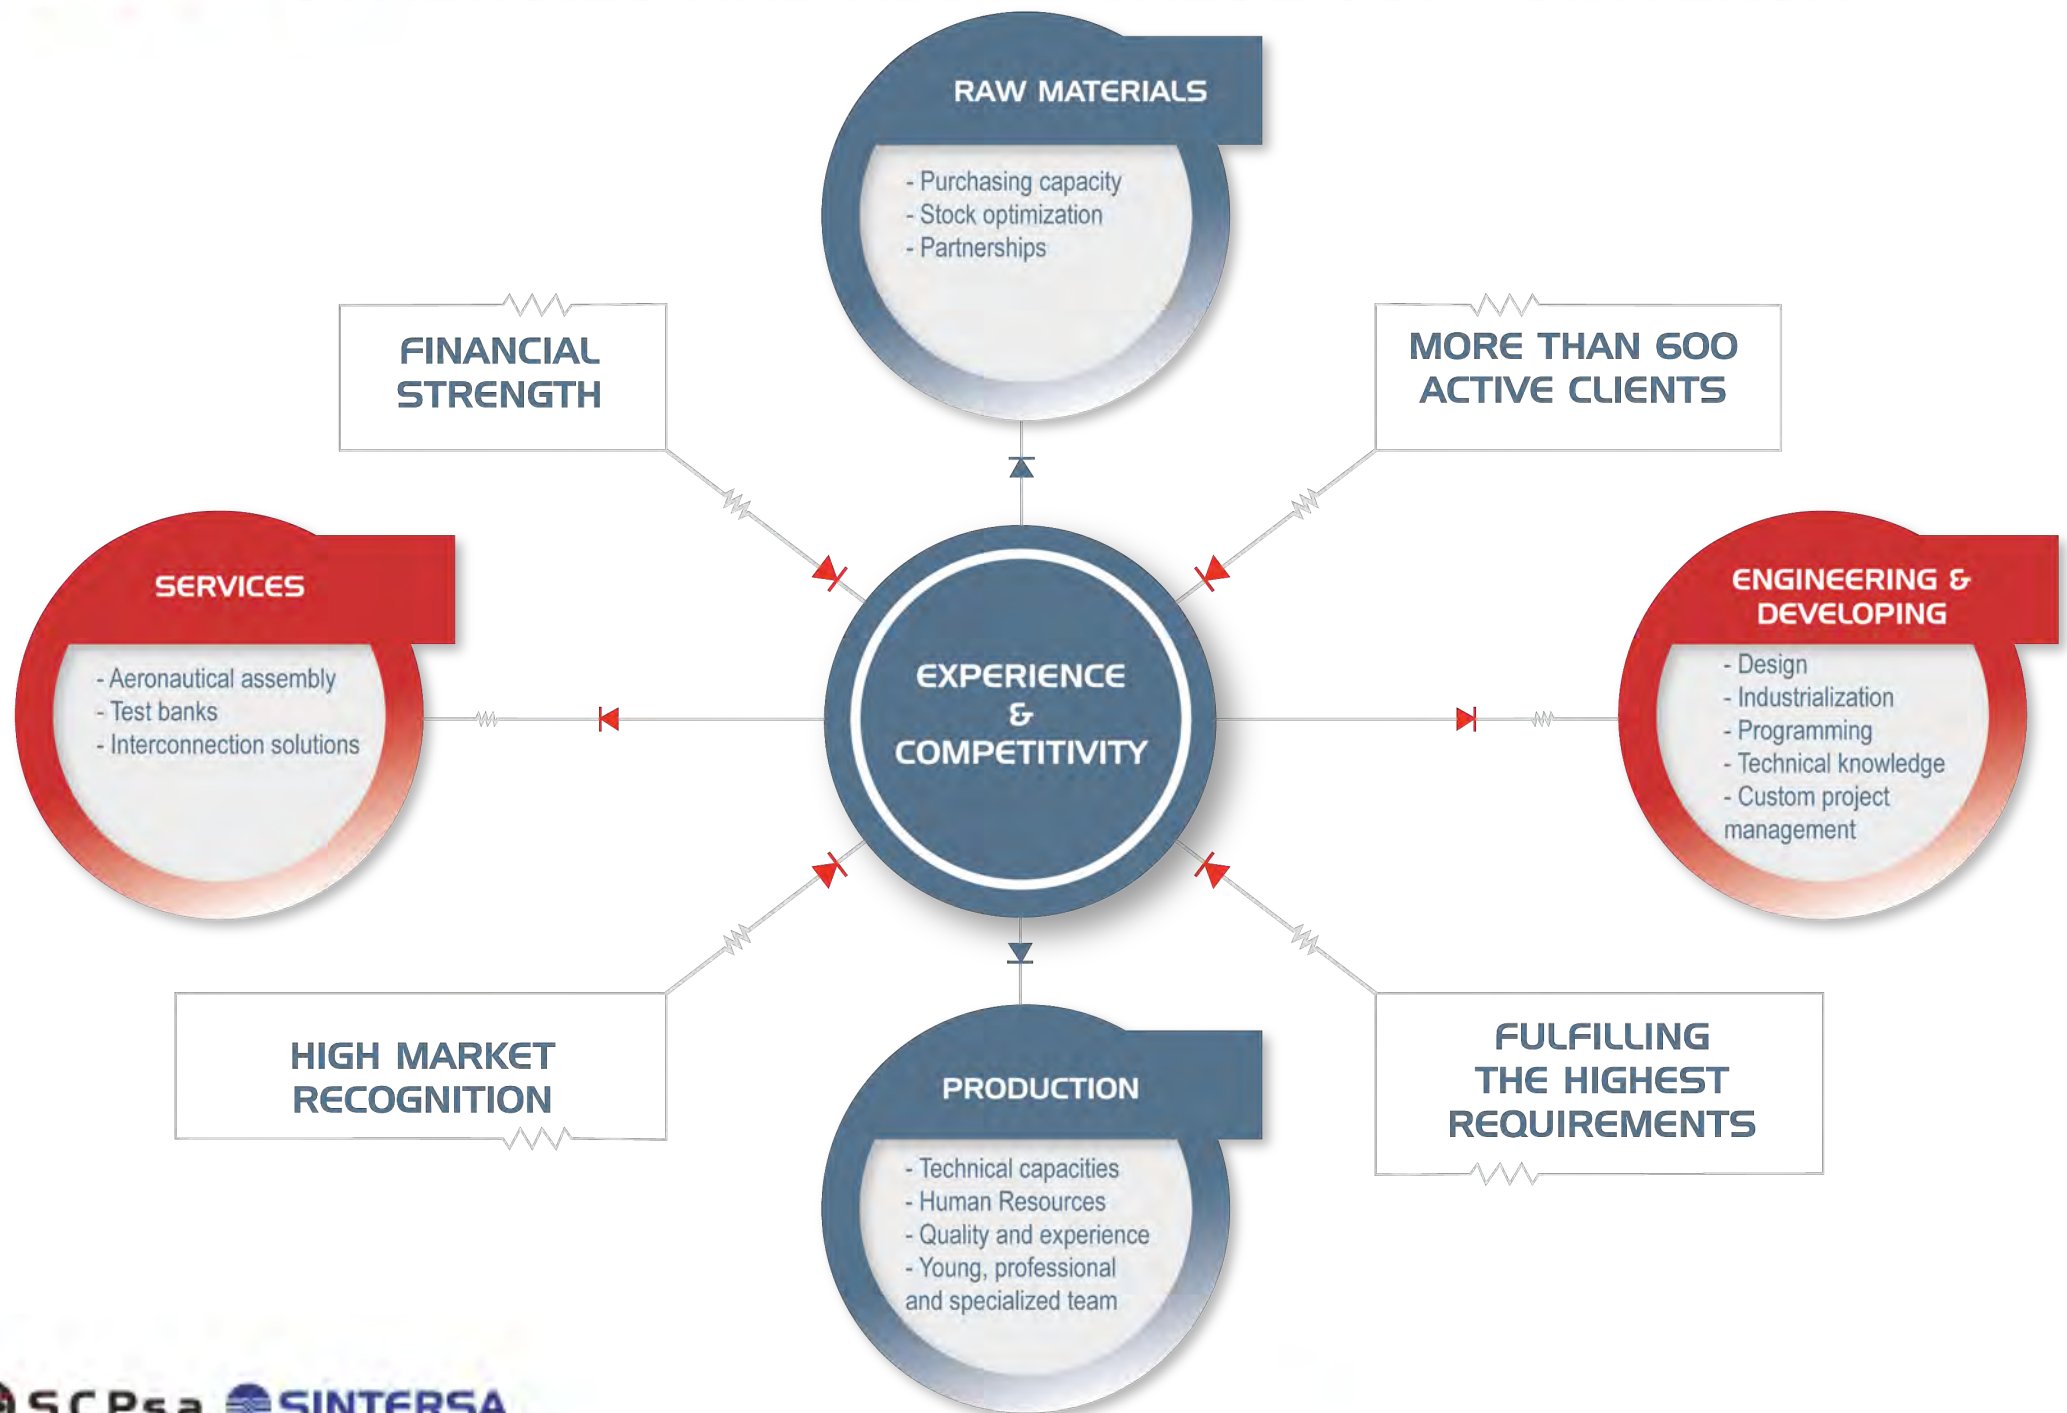 RAW MATERIALS
- Purchasing capacity
- Stock optimization
- Partnerships
FINANCIAL
STRENGTH
MORE THAN 600
ACTIVE CLIENTS
SERVICES
- Aeronautical assembly
- Test banks
- Interconnection solutions
EXPERIENCE
&
COMPETITIVITY
ENGINEERING &
DEVELOPING
- Design
- Industrialization
- Programming
- Technical knowledge
- Custom project
management
HIGH MARKET
RECOGNITION
PRODUCTION
- Technical capacities
- Human Resources
- Quality and experience
- Young, professional
and specialized team
FULFILLING
THE HIGHEST
REQUIREMENTS
SCPsa SINTERSA